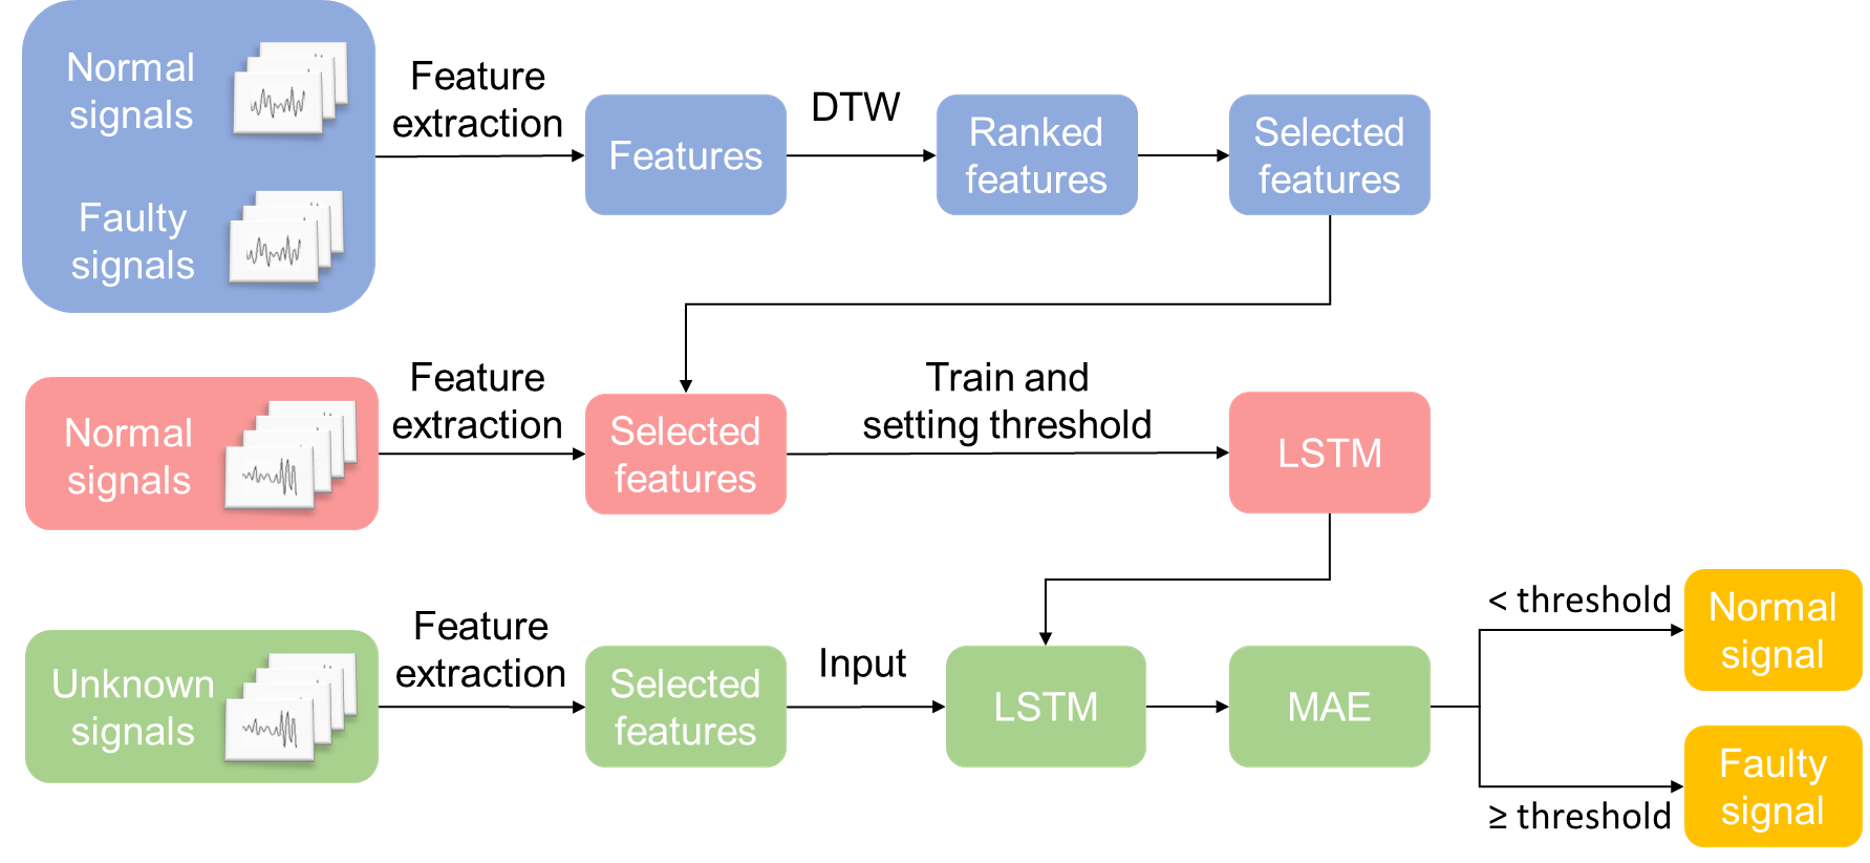 Normal
signals
Faulty
signals
Feature
extraction
Features
DTW
Ranked
features
Selected
features
Normal
signals
Feature
extraction
Selected
features
Train and
setting threshold
LSTM
Unknown
signals
Feature
extraction
Selected
features
Input
LSTM
MAE
< threshold
Normal
signal
≥ threshold
Faulty
signal